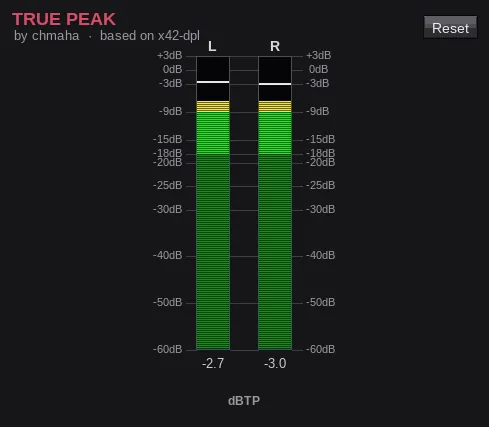 TRUE PEAK
by chmaha · based on x42-dpl
Reset
L R
+3dB +3dB
0dB 0dB
-3dB -3dB
-9dB -9dB
-15dB -15dB
-18dB -18dB
-20dB -20dB
-25dB -25dB
-30dB -30dB
-40dB -40dB
-50dB -50dB
-60dB -60dB
-2.7 -3.0
dBTP